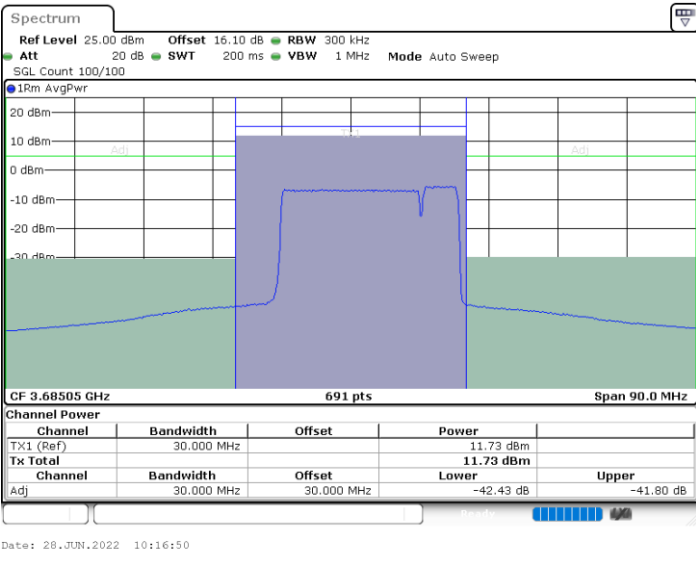 Spectrum
Ref Level 25.00 dBm Offset 16.10 dB RBW 300 kHz
Att 20 dB SWT 200 ms VBW 1 MHz Mode Auto Sweep
SGL Count 100/100
1Rm AvgPwr
20 dBm
10 dBm
TX1
Adj Adj
0 dBm
-10 dBm
-20 dBm
-30 dBm
CF 3.68505 GHz 691 pts Span 90.0 MHz
Channel Power
Channel Bandwidth Offset Power
TX1 (Ref) 30.000 MHz 11.73 dBm
Tx Total 11.73 dBm
Channel Bandwidth Offset Lower Upper
Adj 30.000 MHz 30.000 MHz -42.43 dB -41.80 dB
Ready
Date: 28.JUN.2022 10:16:50